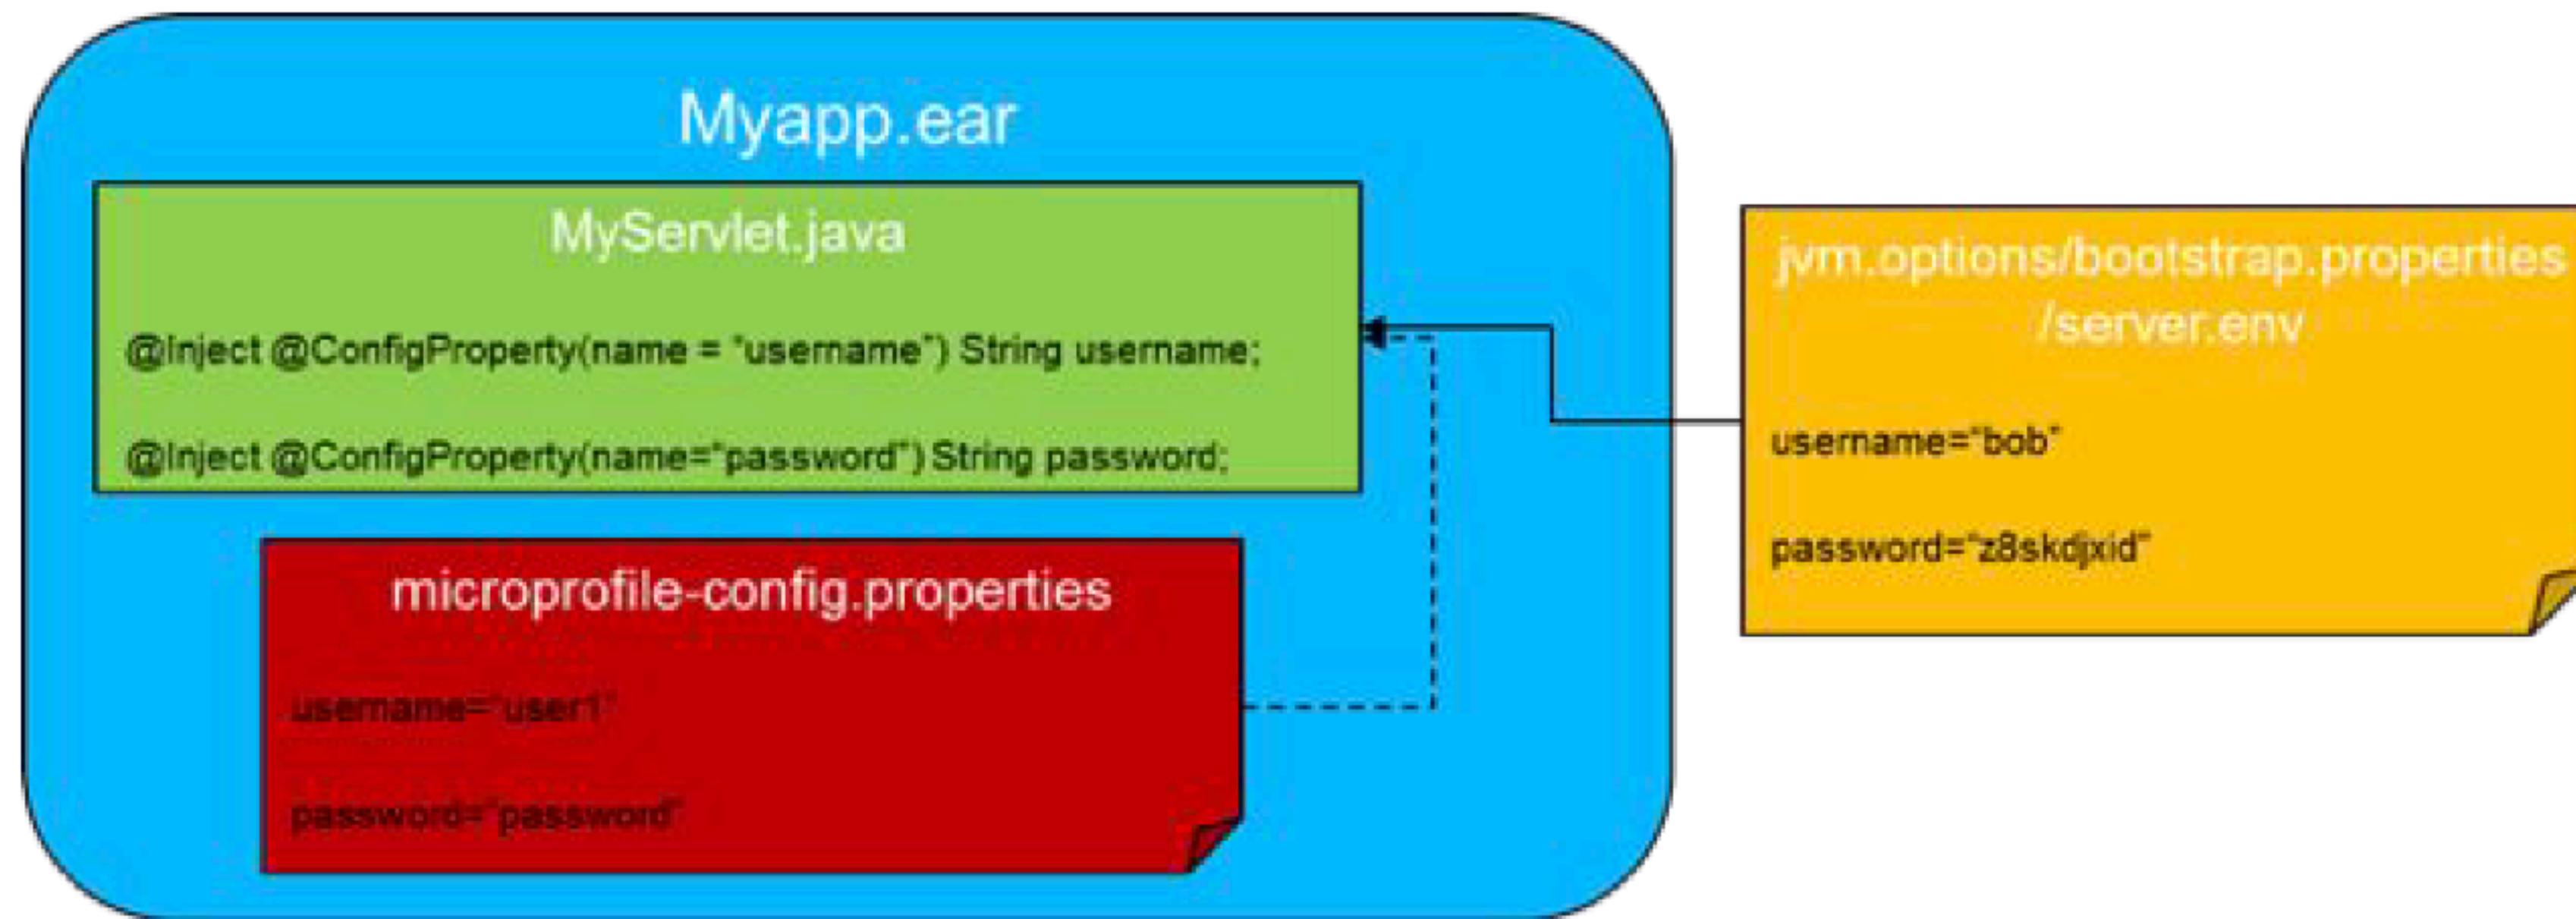 Myapp.ear
MyServlet.java
@Inject @ConfigProperty(name = "username") String username;
@Inject @ConfigProperty(name="password") String password;
microprofile-config.properties
username="user1"
password="password"
jvm.options/bootstrap.properties
/server.env
username="bob"
password="z8skdjxid"